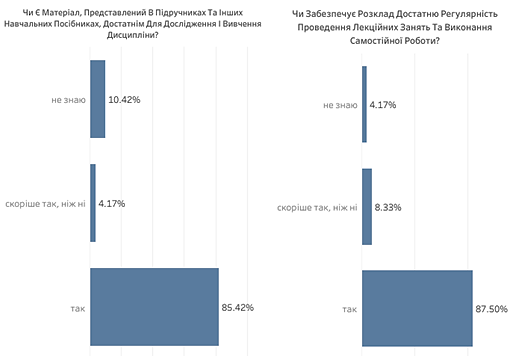 Чи Є Матеріал, Представлений В Підручниках Та Інших
Навчальних Посібниках, Достатнім Для Дослідження І Вивчення
Дисципліни?
не знаю
10.42%
скоріше так, ніж ні
4.17%
так
85.42%
Чи Забезпечує Розклад Достатню Регулярність
Проведення Лекційних Занять Та Виконання
Самостійної Роботи?
не знаю
4.17%
скоріше так, ніж ні
8.33%
так
87.50%